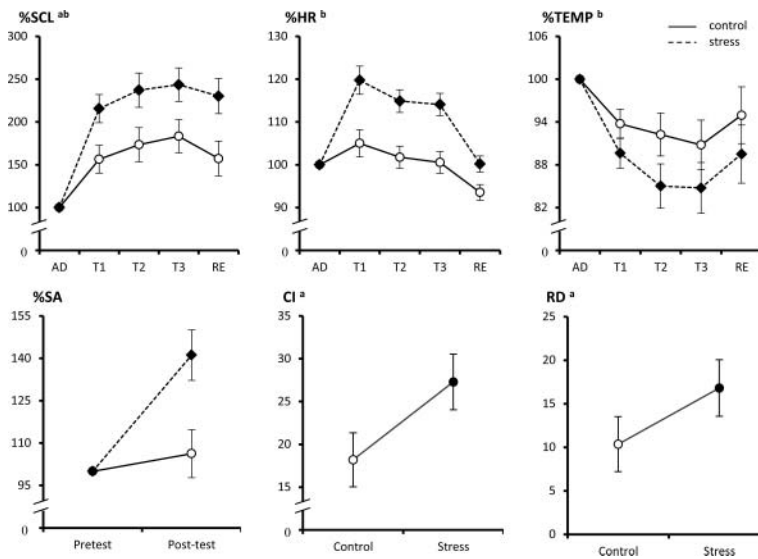 %SCL ab
300
250
200
150
100
0
AD T1 T2 T3 RE
%HR b
130
120
110
100
90
0
AD T1 T2 T3 RE
%TEMP b
control
stress
106
100
94
88
82
0
AD T1 T2 T3 RE
%SA
155
140
125
110
95
0
Pretest Post-test
CI a
35
30
25
20
15
0
Control Stress
RD a
25
20
15
10
5
0
Control Stress